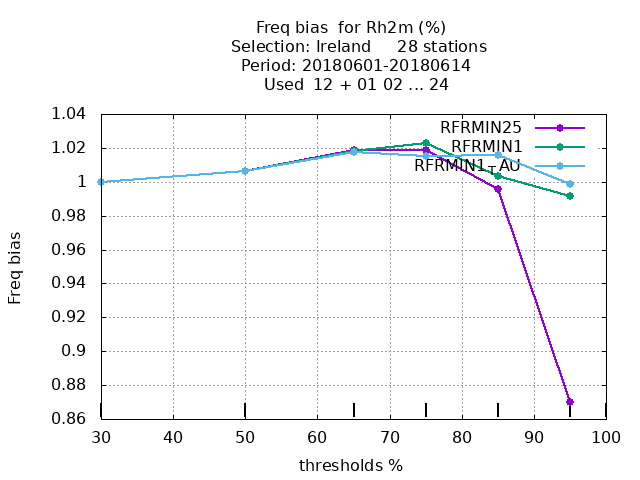 Freq bias  for Rh2m (%)
Selection: Ireland     28 stations
Period: 20180601-20180614
Used  12 + 01 02 ... 24
1.04
1.02
1
0.98
0.96
0.94
0.92
0.9
0.88
0.86
Freq bias
RFRMIN25
RFRMIN1
RFRMIN1_AU
30
40
50
60
70
80
90
100
thresholds %